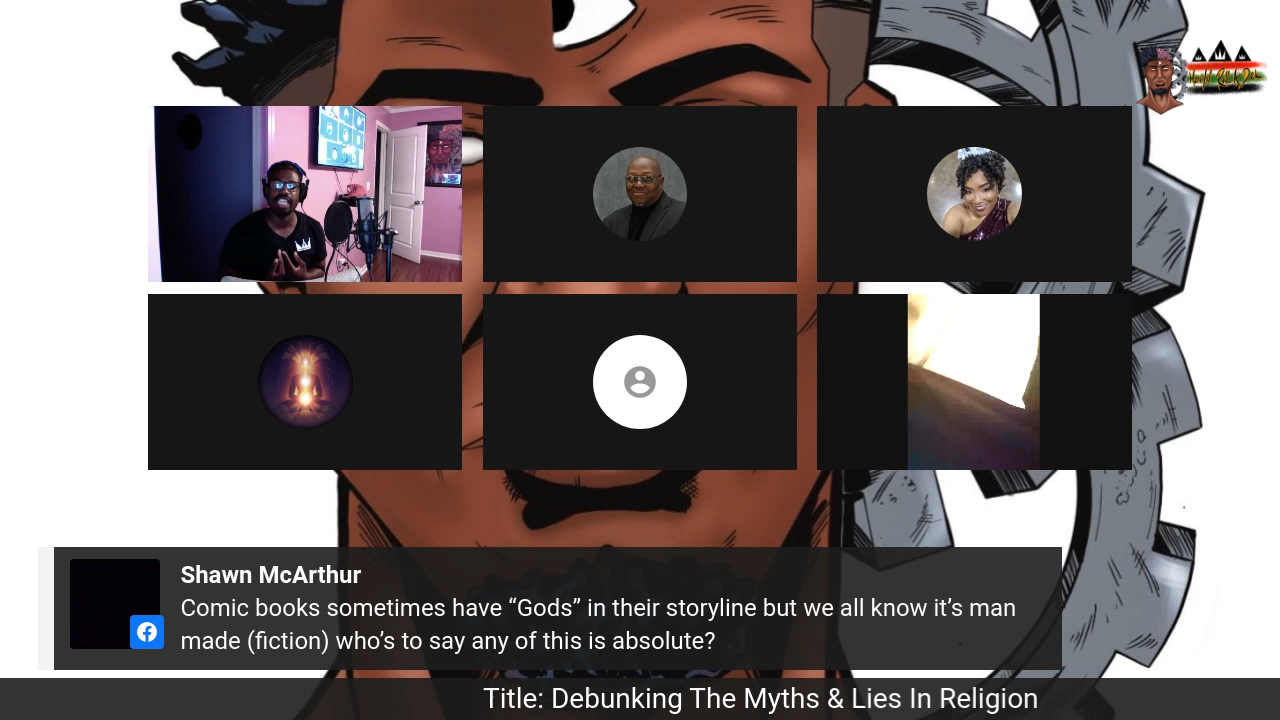 Shawn McArthur
Comic books sometimes have “Gods” in their storyline but we all know it’s man
made (fiction) who’s to say any of this is absolute?
Title: Debunking The Myths & Lies In Religion